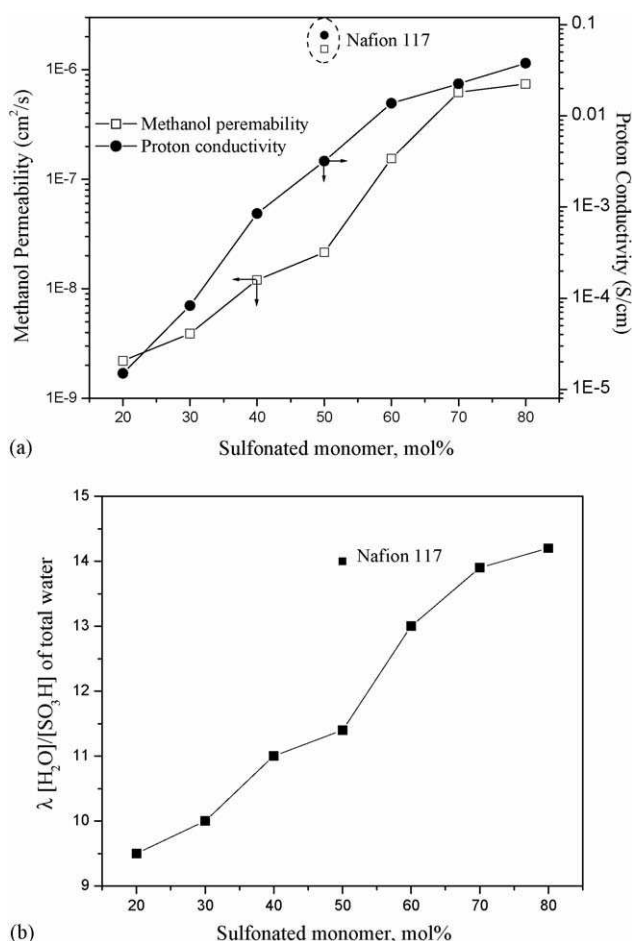 0.1
0.01
1E-3
1E-4
1E-5
Proton Conductivity (S/cm)
Nafion 117
Methanol peremability
Proton conductivity
1E-6
1E-7
1E-8
1E-9
Methanol Permeability (cm²/s)
20 30 40 50 60 70 80
Sulfonated monomer, mol%
(a)
15
14
13
12
11
10
9
λ [H₂O]/[SO₃H] of total water
Nafion 117
20 30 40 50 60 70 80
Sulfonated monomer, mol%
(b)